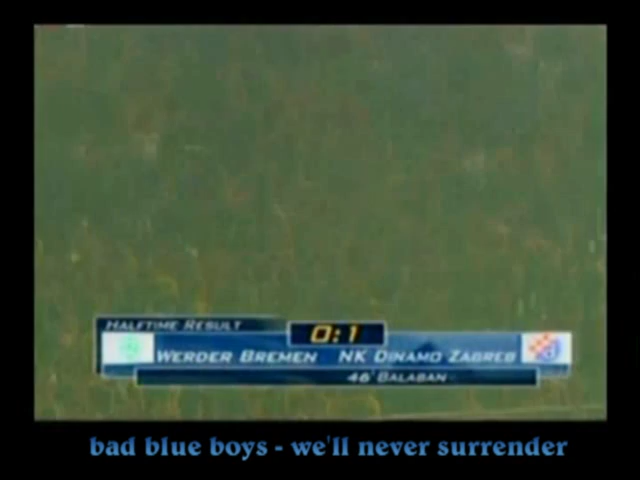 HALFTIME RESULT
0:1
WERDER BREMEN NK DINAMO ZAGREB
46' BALABAN
bad blue boys - we'll never surrender